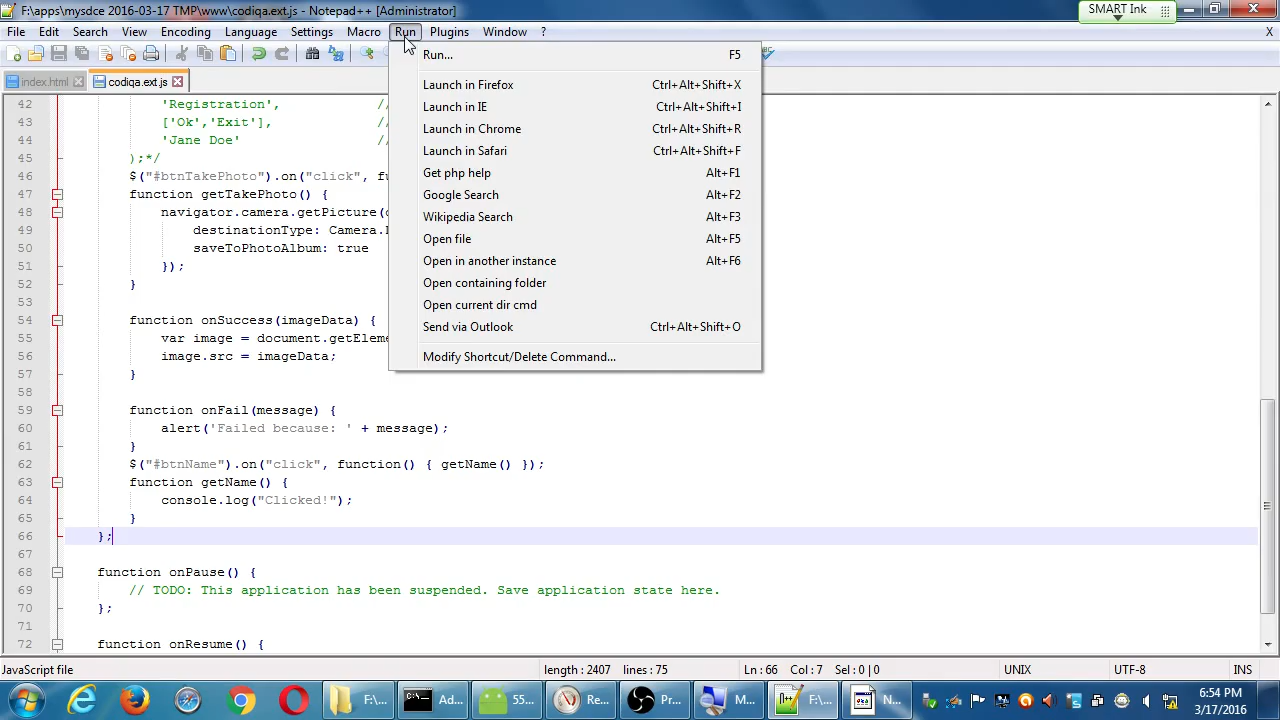 F:\apps\mysdce 2016-03-17 TMP\www\codiqa.ext.js - Notepad++ [Administrator]
SMART Ink
File Edit Search View Encoding Language Settings Macro Run Plugins Window ? X
index.html codiqa.ext.js
Run... F5
Launch in Firefox Ctrl+Alt+Shift+X
Launch in IE Ctrl+Alt+Shift+I
Launch in Chrome Ctrl+Alt+Shift+R
Launch in Safari Ctrl+Alt+Shift+F
Get php help Alt+F1
Google Search Alt+F2
Wikipedia Search Alt+F3
Open file Alt+F5
Open in another instance Alt+F6
Open containing folder
Open current dir cmd
Send via Outlook Ctrl+Alt+Shift+O
Modify Shortcut/Delete Command...
42 'Registration', //
43 ['Ok','Exit'], //
44 'Jane Doe' //
45 );*/
46 $("#btnTakePhoto").on("click", fu
47 function getTakePhoto() {
48 navigator.camera.getPicture(
49 destinationType: Camera.
50 saveToPhotoAlbum: true
51 });
52 }
53
54 function onSuccess(imageData) {
55 var image = document.getEleme
56 image.src = imageData;
57 }
58
59 function onFail(message) {
60 alert('Failed because: ' + message);
61 }
62 $("#btnName").on("click", function() { getName() });
63 function getName() {
64 console.log("Clicked!");
65 }
66 };
67
68 function onPause() {
69 // TODO: This application has been suspended. Save application state here.
70 };
71
72 function onResume() {
JavaScript file length : 2407 lines : 75 Ln : 66 Col : 7 Sel : 0 | 0 UNIX UTF-8 INS
F:\... Ad... 55... Re... Pr... M... F:\... N...
6:54 PM
3/17/2016